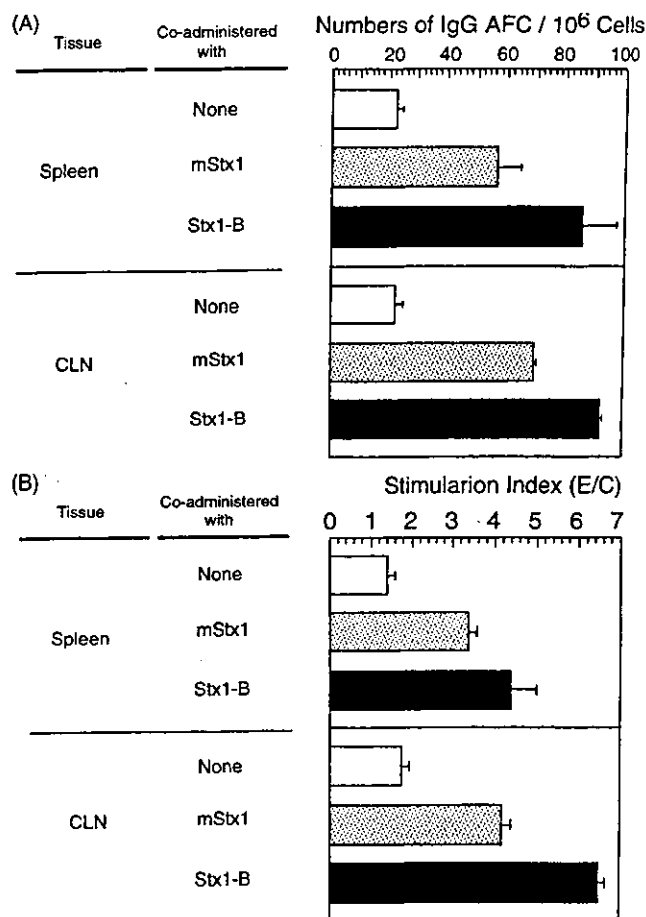 (A)
Tissue
Co-administered with
Numbers of IgG AFC / 10⁶ Cells
0 20 40 60 80 100
Spleen
None
mStx1
Stx1-B
CLN
None
mStx1
Stx1-B
(B)
Tissue
Co-administered with
Stimularion Index (E/C)
0 1 2 3 4 5 6 7
Spleen
None
mStx1
Stx1-B
CLN
None
mStx1
Stx1-B